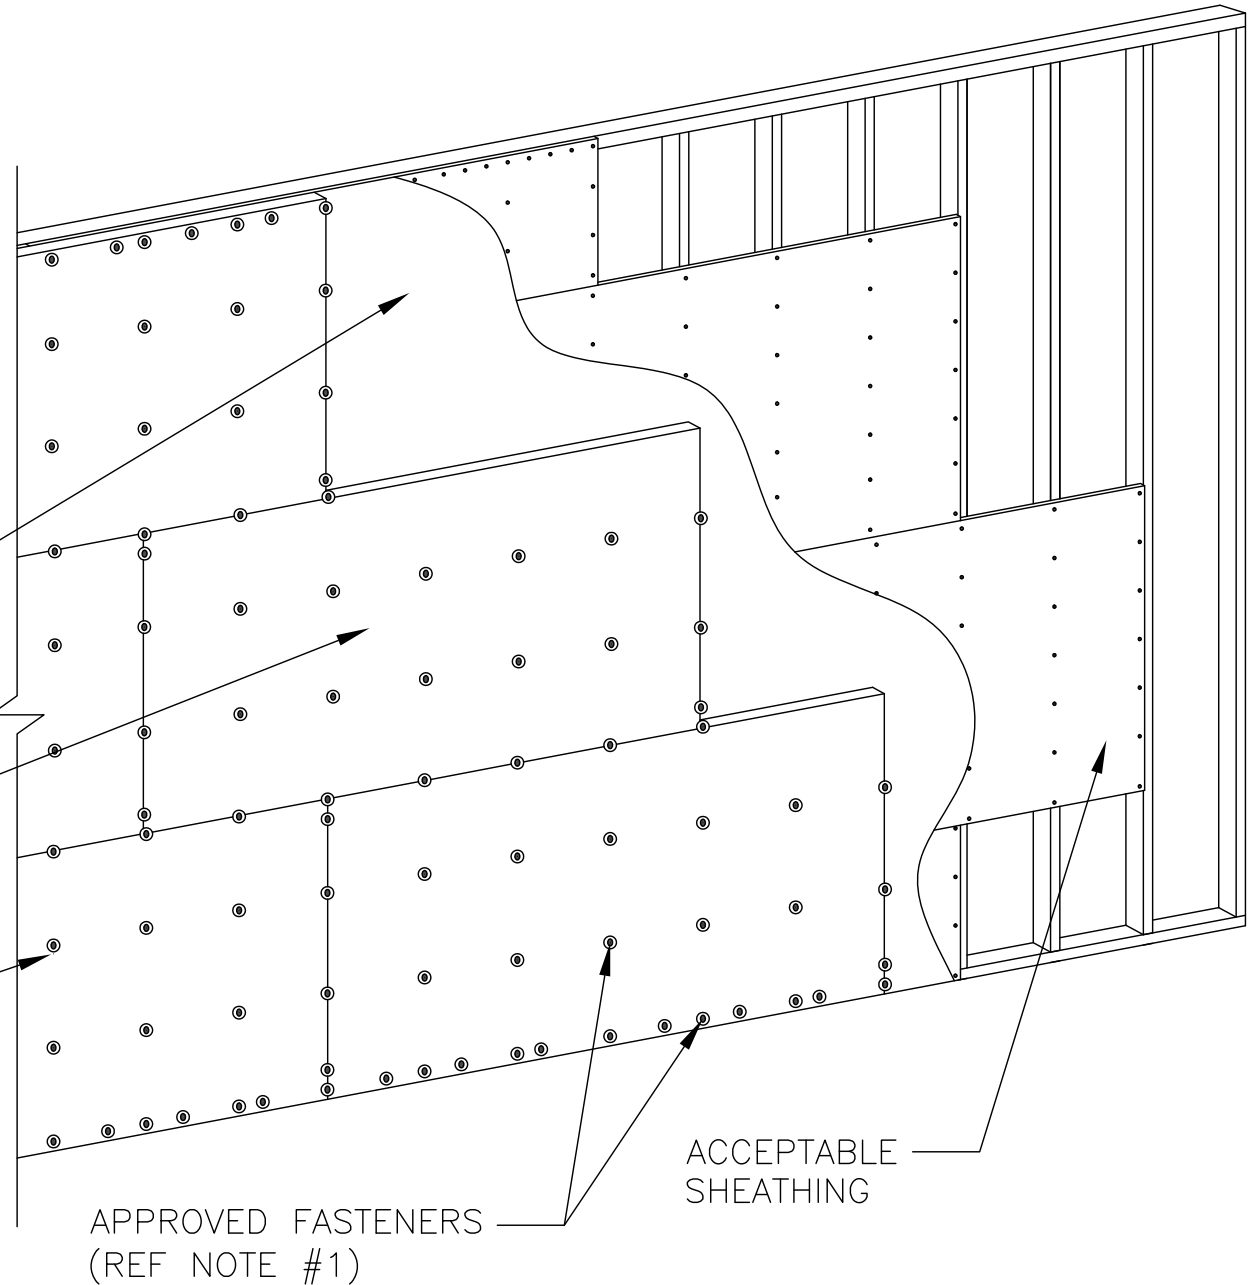 ACCEPTABLE
SHEATHING
APPROVED FASTENERS
(REF NOTE #1)